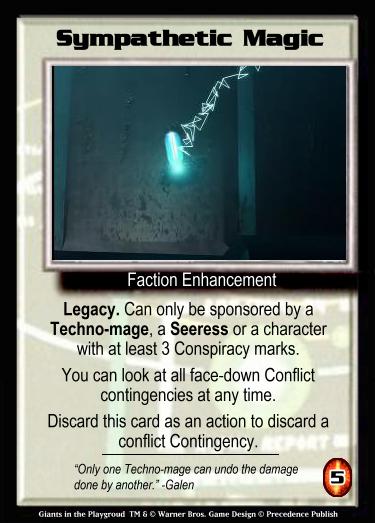 Sympathetic Magic
Faction Enhancement
Legacy. Can only be sponsored by a
Techno-mage, a Seeress or a character
with at least 3 Conspiracy marks.
You can look at all face-down Conflict
contingencies at any time.
Discard this card as an action to discard a
conflict Contingency.
“Only one Techno-mage can undo the damage
done by another.” -Galen
5
Giants in the Playgroud TM & © Warner Bros. Game Design © Precedence Publish